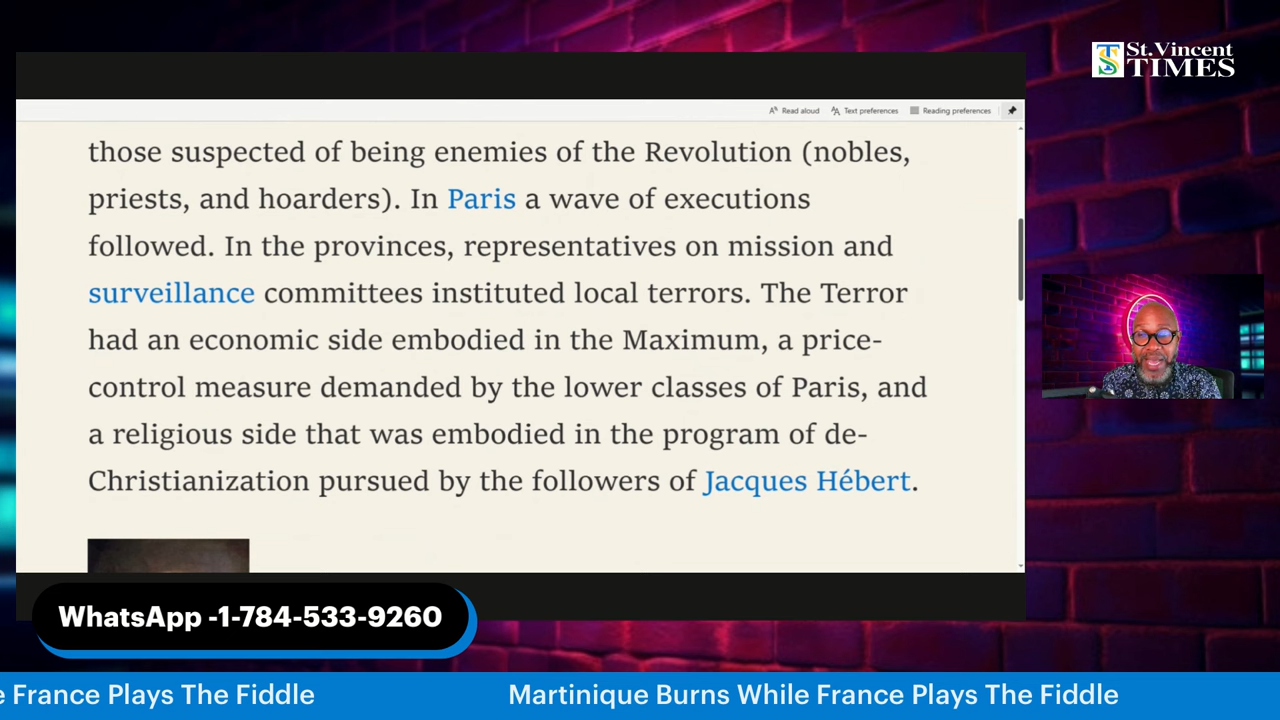 St.Vincent
TIMES
Read aloud
Text preferences
Reading preferences
those suspected of being enemies of the Revolution (nobles,
priests, and hoarders). In Paris a wave of executions
followed. In the provinces, representatives on mission and
surveillance committees instituted local terrors. The Terror
had an economic side embodied in the Maximum, a price-
control measure demanded by the lower classes of Paris, and
a religious side that was embodied in the program of de-
Christianization pursued by the followers of Jacques Hébert.
WhatsApp -1-784-533-9260
e France Plays The Fiddle
Martinique Burns While France Plays The Fiddle